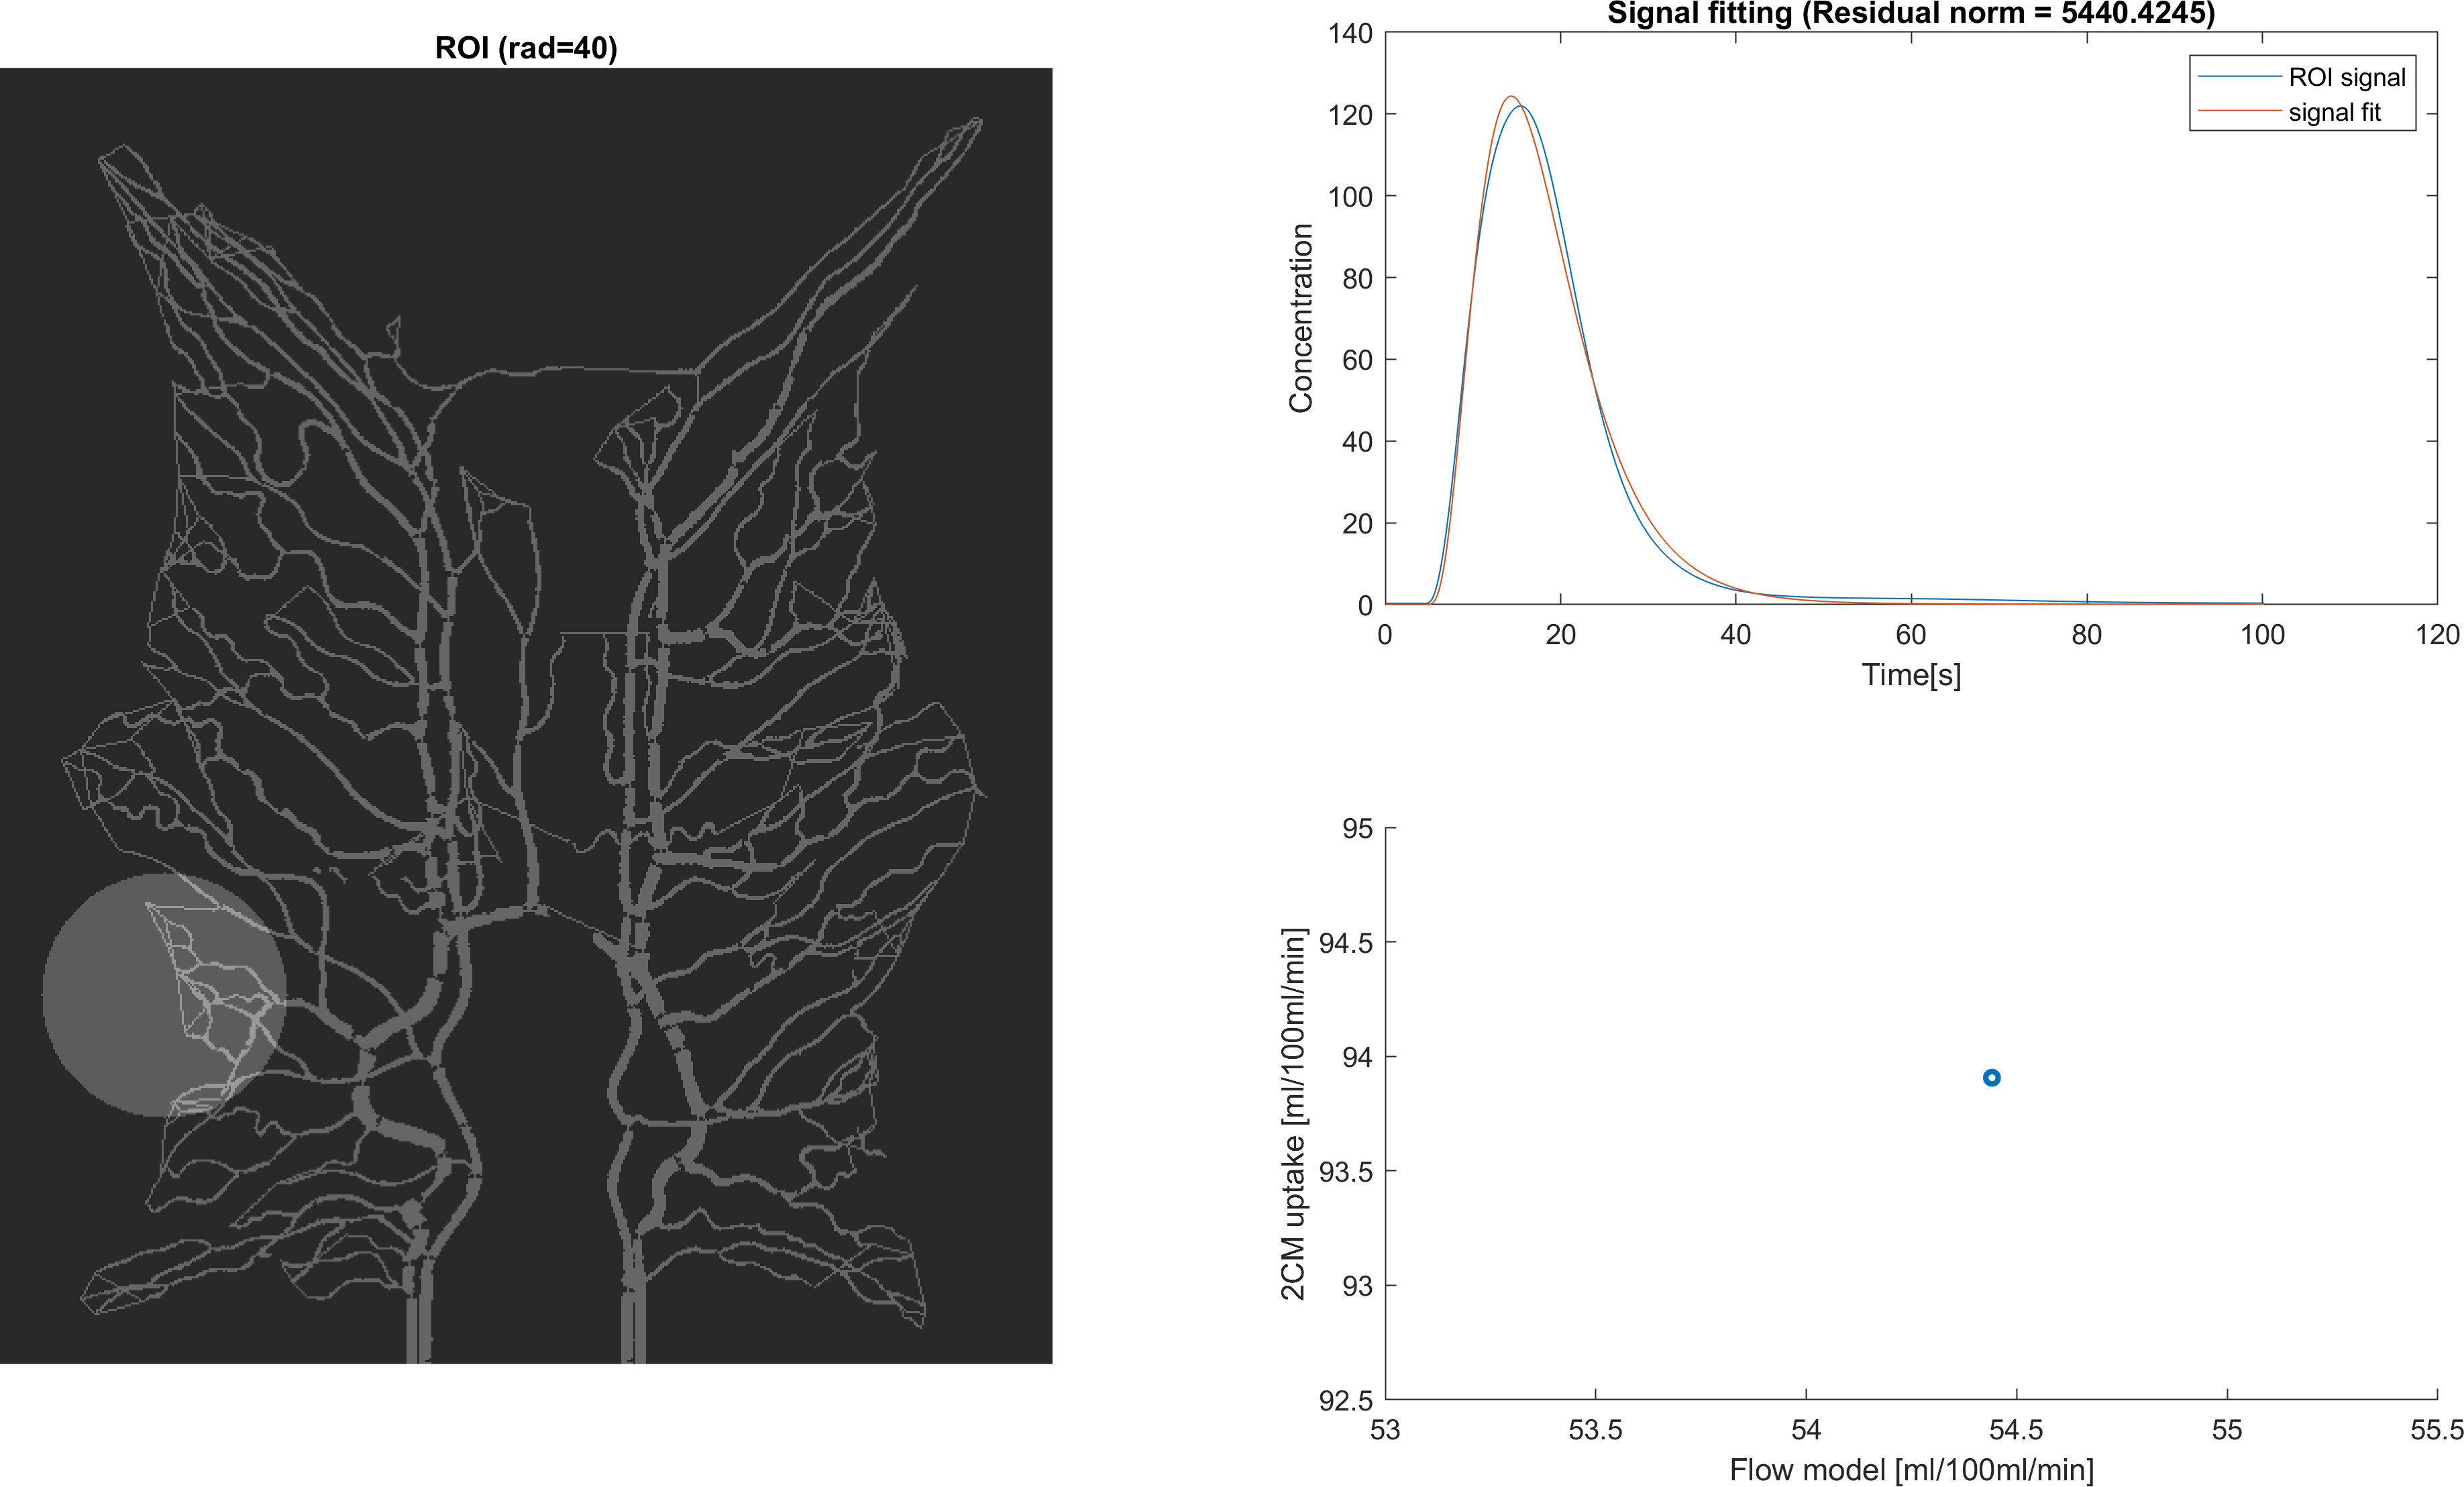 ROI (rad=40)
Signal fitting (Residual norm = 5440.4245)
140
120
100
80
60
40
20
0
Concentration
ROI signal
signal fit
0 20 40 60 80 100 120
Time[s]
95
94.5
94
93.5
93
92.5
2CM uptake [ml/100ml/min]
53 53.5 54 54.5 55 55.5
Flow model [ml/100ml/min]